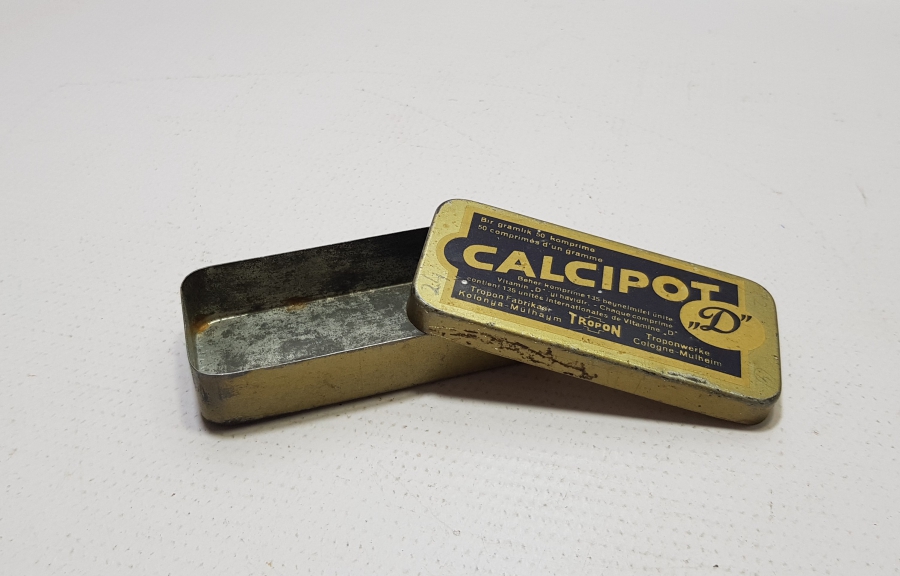 Bir gramlık 50 komprime
50 comprimés d'un gramme
CALCIPOT
„D”
Beher komprime 135 beynelmilel ünite
Vitamin „D” yi havidir. - Chaque comprime
contient 135 unités internationales de Vitamine „D”
Tropon Fabrikaları
Kolonya-Mulhaym
TROPON
Troponwerke
Cologne-Mulheim